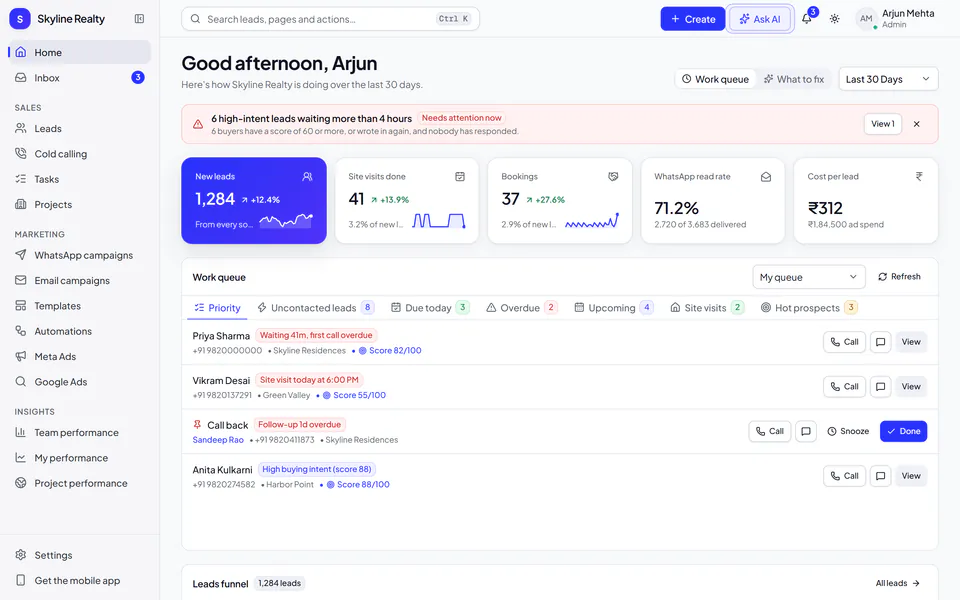 S Skyline Realty
Home
Inbox 3
SALES
Leads
Cold calling
Tasks
Projects
MARKETING
WhatsApp campaigns
Email campaigns
Templates
Automations
Meta Ads
Google Ads
INSIGHTS
Team performance
My performance
Project performance
Settings
Get the mobile app
Search leads, pages and actions... Ctrl K
+ Create
Ask AI
3
AM
Arjun Mehta
Admin
Good afternoon, Arjun
Here's how Skyline Realty is doing over the last 30 days.
Work queue
What to fix
Last 30 Days
6 high-intent leads waiting more than 4 hours Needs attention now
6 buyers have a score of 60 or more, or wrote in again, and nobody has responded.
View 1
New leads
1,284 +12.4%
From every so...
Site visits done
41 +13.9%
3.2% of new l...
Bookings
37 +27.6%
2.9% of new l...
WhatsApp read rate
71.2%
2,720 of 3,683 delivered
Cost per lead ₹
₹312
₹1,84,500 ad spend
Work queue
My queue
Refresh
Priority
Uncontacted leads 8
Due today 3
Overdue 2
Upcoming 4
Site visits 2
Hot prospects 3
Priya Sharma Waiting 41m, first call overdue
+91 9820000000 • Skyline Residences • Score 82/100
Call View
Vikram Desai Site visit today at 6:00 PM
+91 9820137291 • Green Valley • Score 55/100
Call View
Call back Follow-up 1d overdue
Sandeep Rao • +91 9820411873 • Skyline Residences
Call Snooze Done
Anita Kulkarni High buying intent (score 88)
+91 9820274582 • Harbor Point • Score 88/100
Call View
Leads funnel 1,284 leads
All leads →